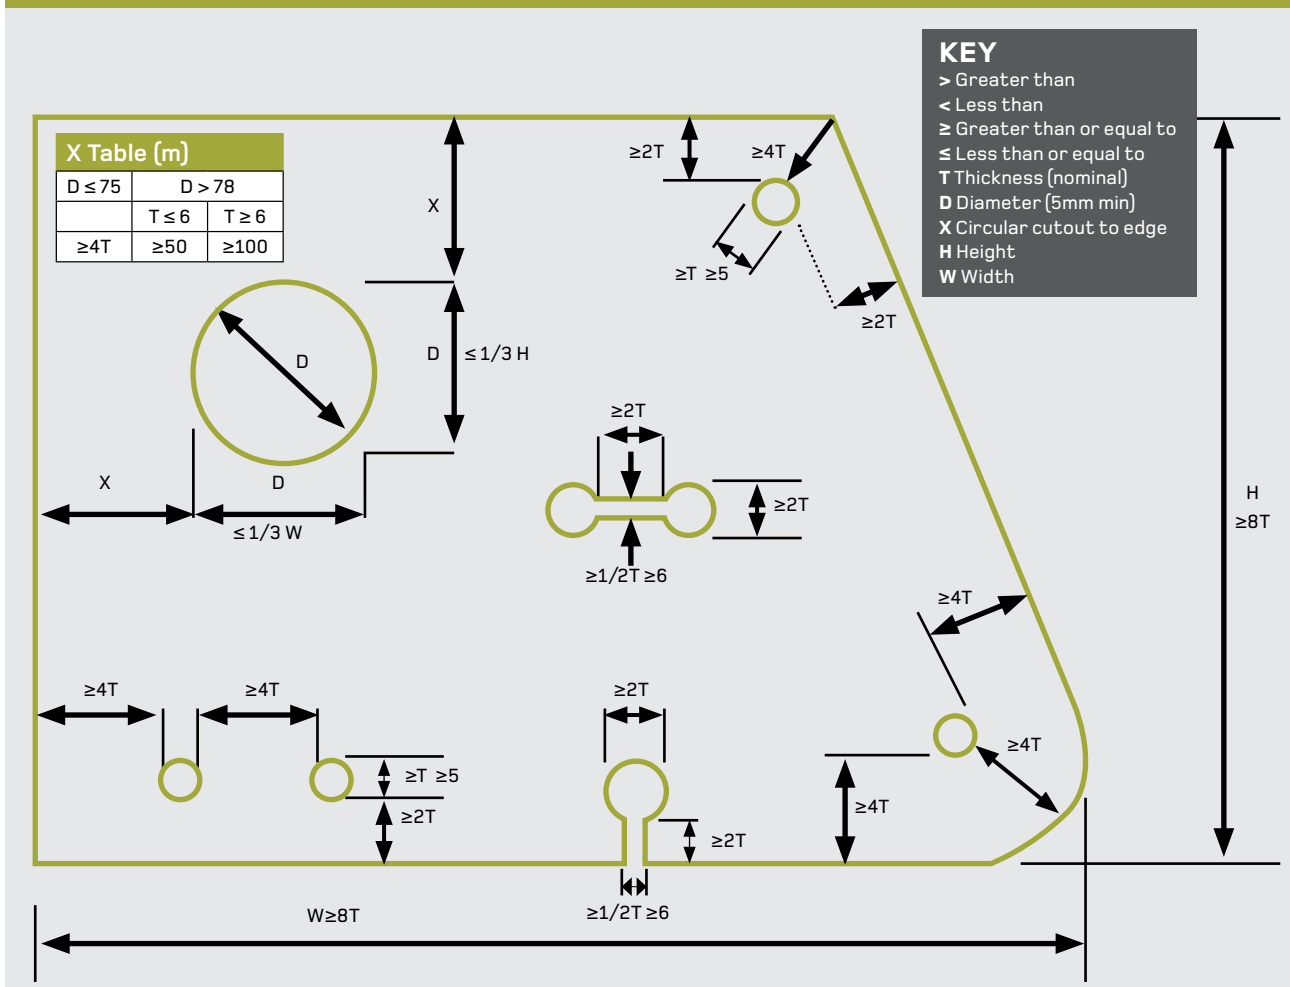 KEY
> Greater than
< Less than
≥ Greater than or equal to
≤ Less than or equal to
T Thickness (nominal)
D Diameter (5mm min)
X Circular cutout to edge
H Height
W Width
X Table (m)
D ≤ 75 D > 78
T ≤ 6 T ≥ 6
≥4T ≥50 ≥100
X
≥2T
≥4T
≥T ≥5
≥2T
D
D ≤ 1/3 H
X
D
≤ 1/3 W
≥2T
≥2T
≥1/2T ≥6
H
≥8T
≥4T
≥4T
≥4T
≥4T
≥4T
≥T ≥5
≥2T
≥2T
≥2T
≥1/2T ≥6
W≥8T